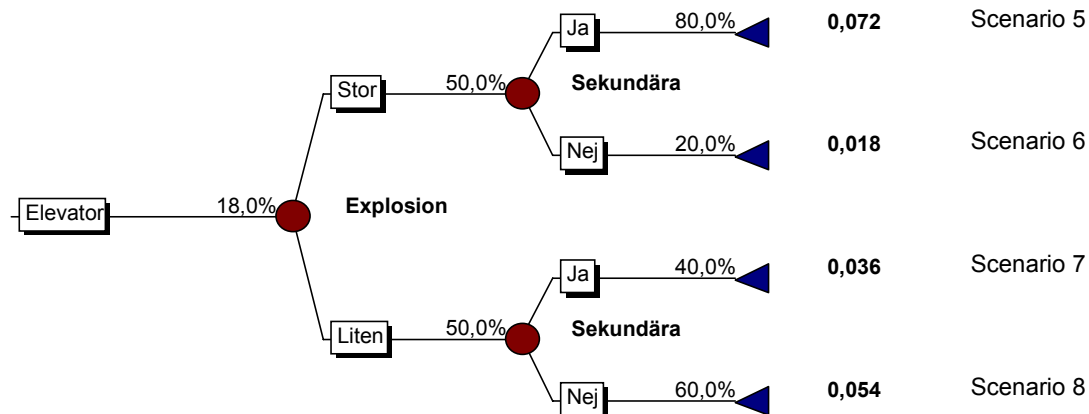 Ja 80,0% 0,072 Scenario 5
Stor 50,0% Sekundära
Nej 20,0% 0,018 Scenario 6
Elevator 18,0% Explosion
Ja 40,0% 0,036 Scenario 7
Liten 50,0% Sekundära
Nej 60,0% 0,054 Scenario 8